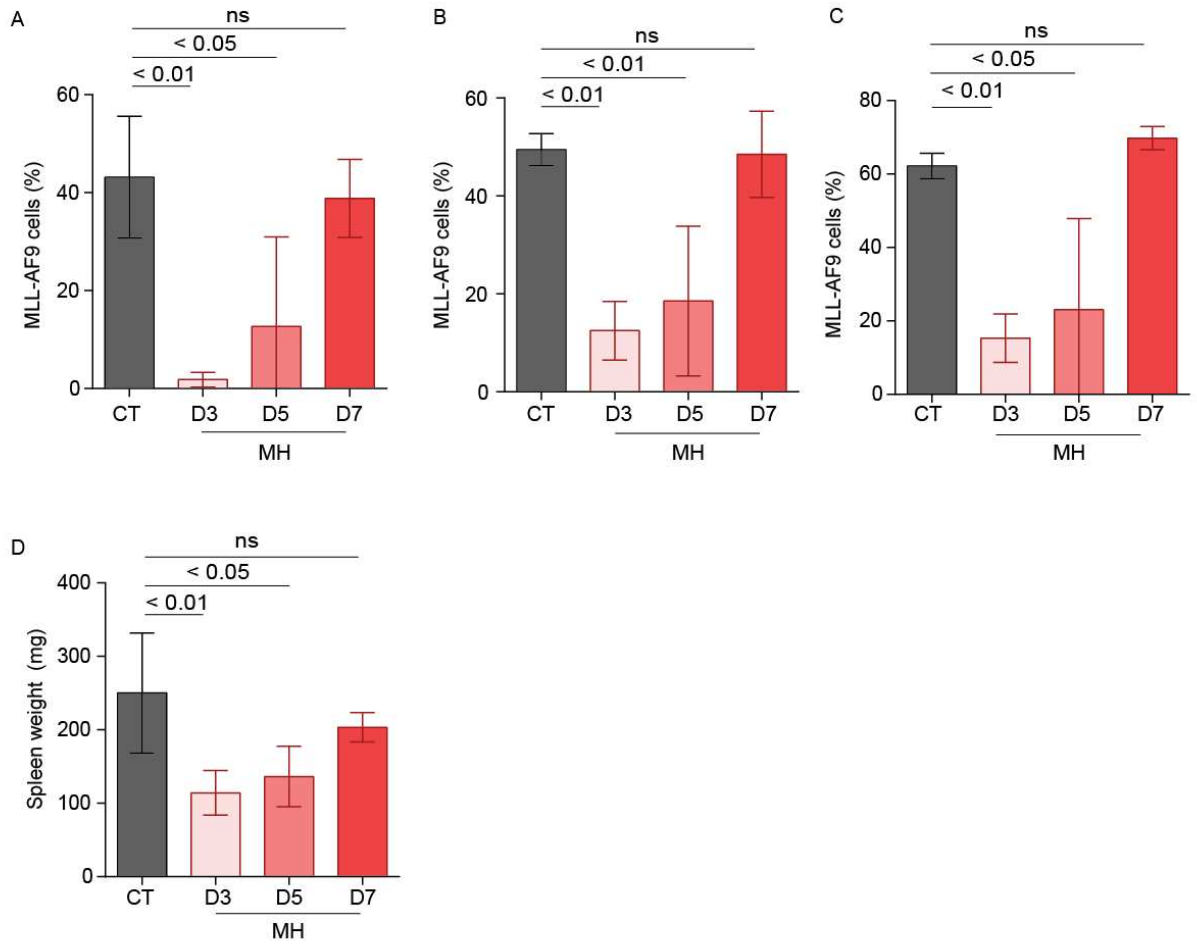 A
ns
< 0.05
< 0.01
60
40
20
0
MLL-AF9 cells (%)
CT D3 D5 D7
MH
B
ns
< 0.01
< 0.01
60
40
20
0
MLL-AF9 cells (%)
CT D3 D5 D7
MH
C
ns
< 0.05
< 0.01
80
60
40
20
0
MLL-AF9 cells (%)
CT D3 D5 D7
MH
D
ns
< 0.05
< 0.01
400
300
200
100
0
Spleen weight (mg)
CT D3 D5 D7
MH